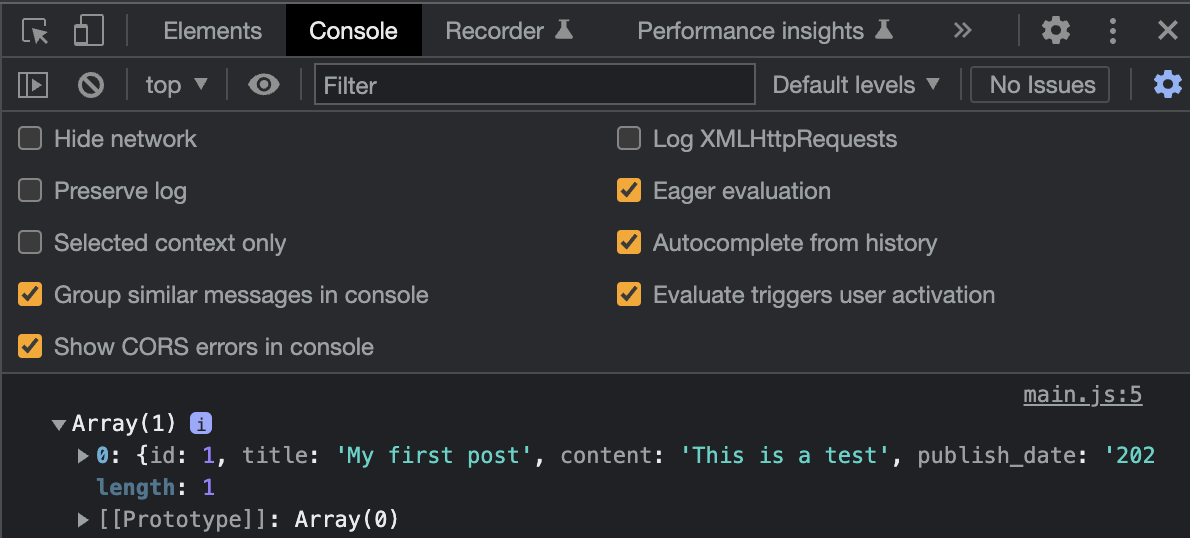 Elements Console Recorder Performance insights
top Filter Default levels No Issues
Hide network
Log XMLHttpRequests
Preserve log
Eager evaluation
Selected context only
Autocomplete from history
Group similar messages in console
Evaluate triggers user activation
Show CORS errors in console
main.js:5
Array(1) i
0: {id: 1, title: 'My first post', content: 'This is a test', publish_date: '202
length: 1
[[Prototype]]: Array(0)